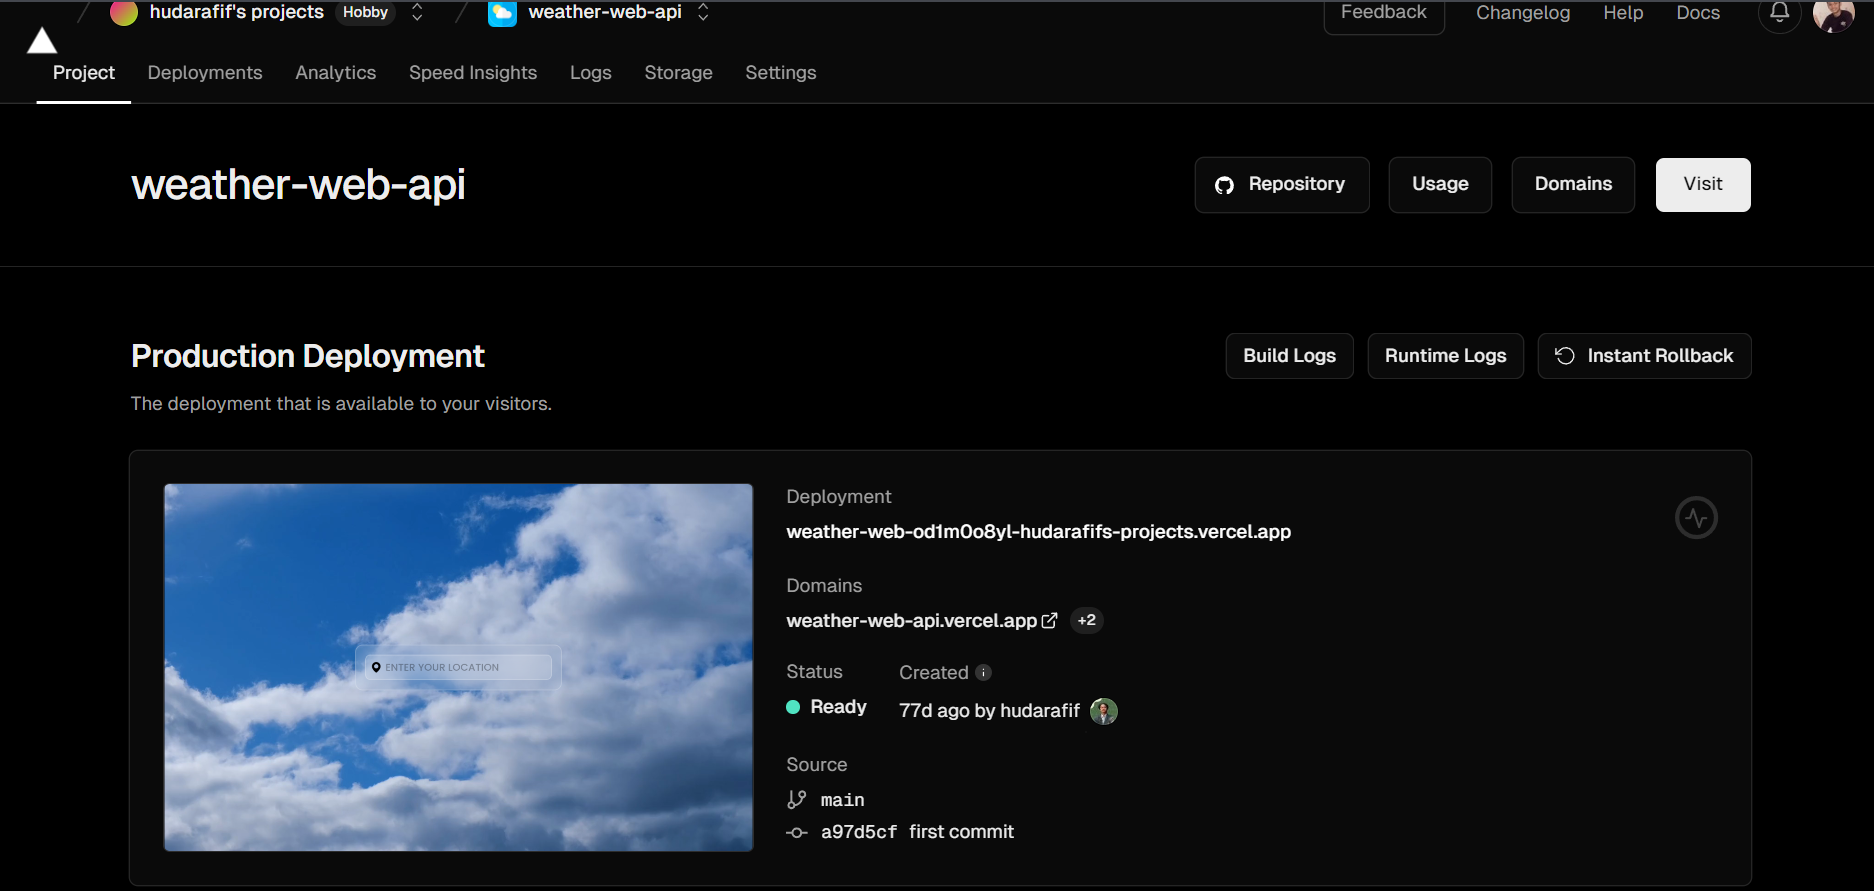 hudarafif's projects Hobby weather-web-api Feedback Changelog Help Docs
Project Deployments Analytics Speed Insights Logs Storage Settings
weather-web-api Repository Usage Domains Visit
Production Deployment Build Logs Runtime Logs Instant Rollback
The deployment that is available to your visitors.
Deployment
weather-web-od1m0o8yl-hudarafifs-projects.vercel.app
Domains
weather-web-api.vercel.app +2
ENTER YOUR LOCATION
Status Created
Ready 77d ago by hudarafif
Source
main
a97d5cf first commit